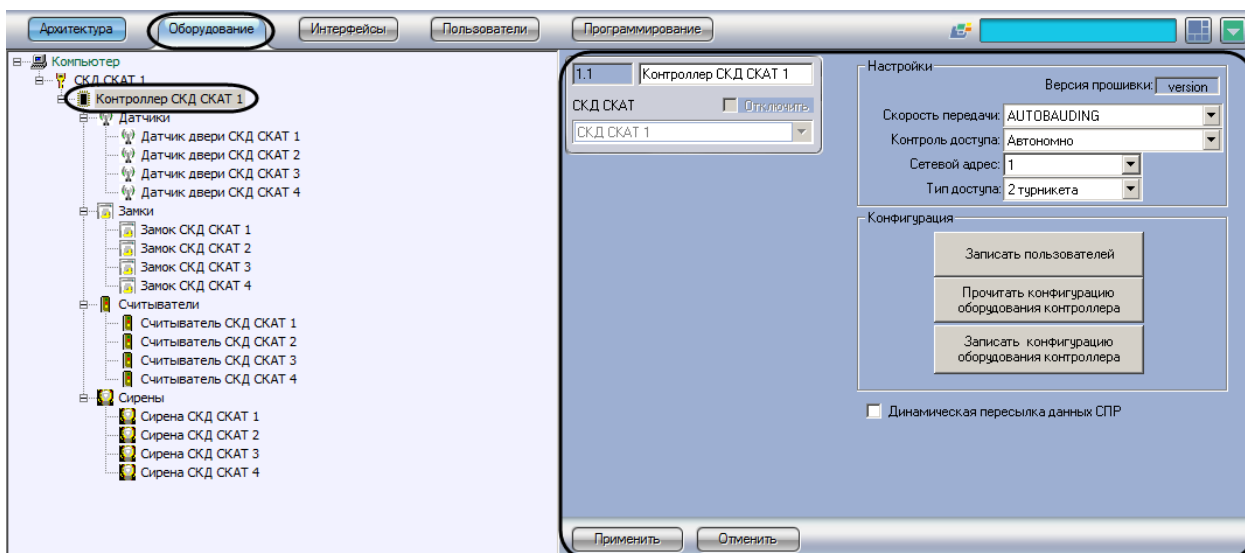 Архитектура
Оборудование
Интерфейсы
Пользователи
Программирование
Компьютер
СКД СКАТ 1
Контроллер СКД СКАТ 1
Датчики
Датчик двери СКД СКАТ 1
Датчик двери СКД СКАТ 2
Датчик двери СКД СКАТ 3
Датчик двери СКД СКАТ 4
Замки
Замок СКД СКАТ 1
Замок СКД СКАТ 2
Замок СКД СКАТ 3
Замок СКД СКАТ 4
Считыватели
Считыватель СКД СКАТ 1
Считыватель СКД СКАТ 2
Считыватель СКД СКАТ 3
Считыватель СКД СКАТ 4
Сирены
Сирена СКД СКАТ 1
Сирена СКД СКАТ 2
Сирена СКД СКАТ 3
Сирена СКД СКАТ 4
1.1 Контроллер СКД СКАТ 1
СКД СКАТ Отключить
СКД СКАТ 1
Настройки
Версия прошивки: version
Скорость передачи: AUTOBAUDING
Контроль доступа: Автономно
Сетевой адрес: 1
Тип доступа: 2 турникета
Конфигурация
Записать пользователей
Прочитать конфигурацию
оборудования контроллера
Записать конфигурацию
оборудования контроллера
Динамическая пересылка данных СПР
Применить
Отменить